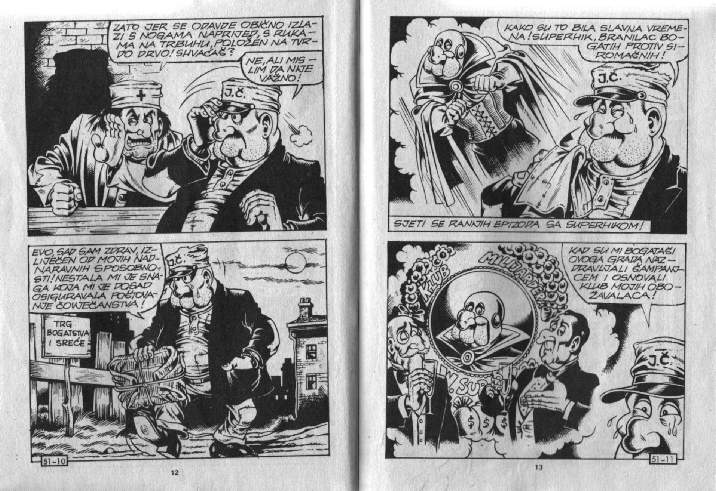 ZATO JER SE ODAVDE OBIČNO IZLA-
ZI S NOGAMA NAPRIJED, S RUKA-
MA NA TRBUHU, POLOŽEN NA TVR-
DO DRVO! SHVAĆAŠ?
NE, ALI MIS-
LIM DA NIJE
VAŽNO!
J.Č.
EVO, SAD SAM ZDRAV, IZ-
LIJEČEN OD MOJIH NAD-
NARAVNIH SPOSOBNO-
STI! NESTALA MI JE SNA-
GA KOJA MI JE DOSAD
OSIGURAVALA POŠTOVA-
NJE ČOVJEČANSTVA!
J.Č.
TRG
BOGATSTVA
I SREĆE
51-10
12
KAKO SU TO BILA SLAVNA VREME-
NA! SUPERHIK, BRANILAC BO-
GATIH PROTIV SI-
ROMAŠNIH!
J.Č.
SJETI SE RANIJIH EPIZODA SA SUPERHIKOM!
KAD SU MI BOGATAŠI
OVOGA GRADA NAZ-
DRAVLJALI ŠAMPANJ-
CEM I OSNOVALI
KLUB MOJIH OBO-
ŽAVALACA!
KLUB
J.Č.
$ $
51-11
13